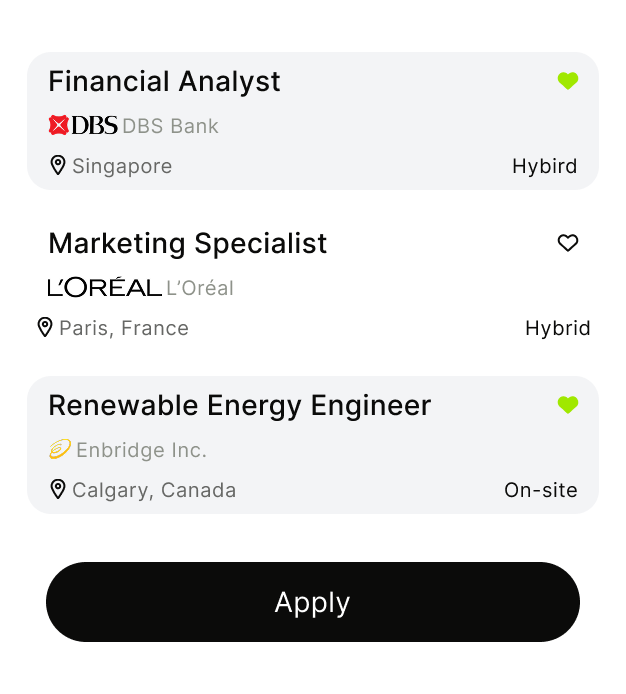 Financial Analyst
DBS DBS Bank
Singapore Hybird
Marketing Specialist
L'ORÉAL L’Oréal
Paris, France Hybrid
Renewable Energy Engineer
Enbridge Inc.
Calgary, Canada On-site
Apply